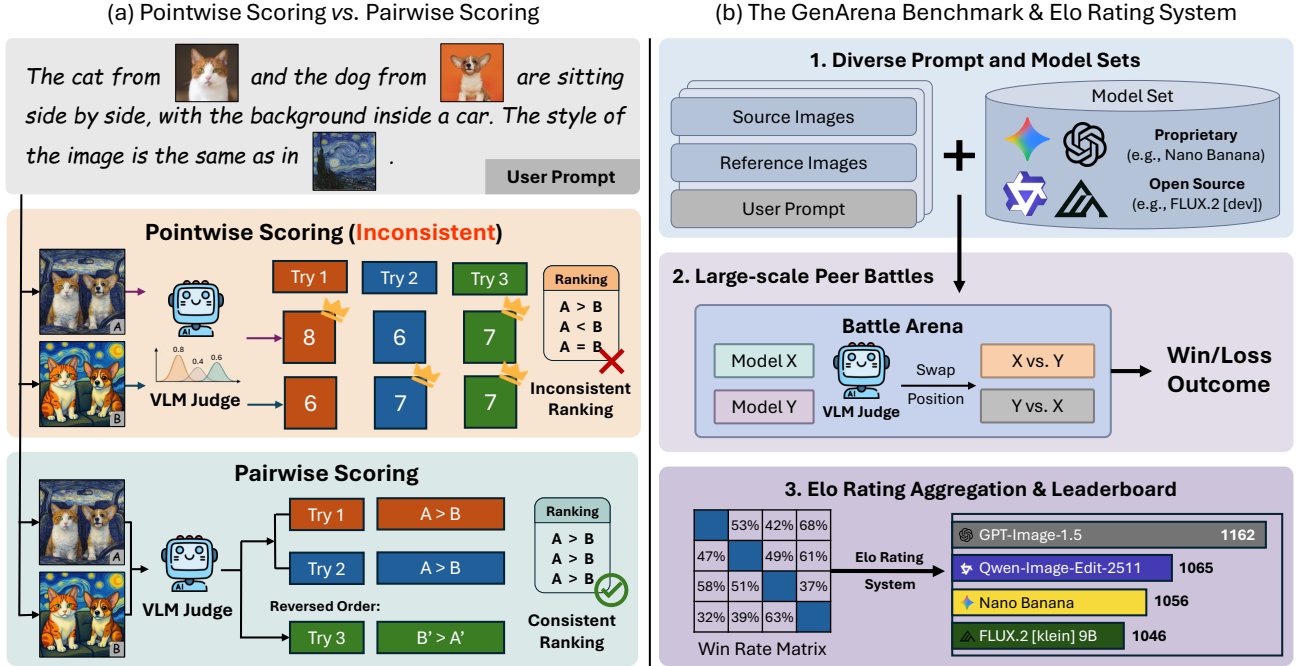 (a) Pointwise Scoring vs. Pairwise Scoring
The cat from and the dog from are sitting
side by side, with the background inside a car. The style of
the image is the same as in .
User Prompt
Pointwise Scoring (Inconsistent)
A
B
0.8
0.4
0.6
AI
VLM Judge
Try 1
Try 2
Try 3
8
6
7
6
7
7
Ranking
A > B
A < B
A = B
Inconsistent
Ranking
Pairwise Scoring
A
B
AI
VLM Judge
Try 1
A > B
Try 2
A > B
Reversed Order:
Try 3
B' > A'
Ranking
A > B
A > B
A > B
Consistent
Ranking
(b) The GenArena Benchmark & Elo Rating System
1. Diverse Prompt and Model Sets
Source Images
Reference Images
User Prompt
+
Model Set
Proprietary
(e.g., Nano Banana)
Open Source
(e.g., FLUX.2 [dev])
2. Large-scale Peer Battles
Battle Arena
Model X
Model Y
AI
VLM Judge
Swap
Position
X vs. Y
Y vs. X
Win/Loss
Outcome
3. Elo Rating Aggregation & Leaderboard
53% 42% 68%
47% 49% 61%
58% 51% 37%
32% 39% 63%
Win Rate Matrix
Elo Rating
System
GPT-Image-1.5 1162
Qwen-Image-Edit-2511 1065
Nano Banana 1056
FLUX.2 [klein] 9B 1046